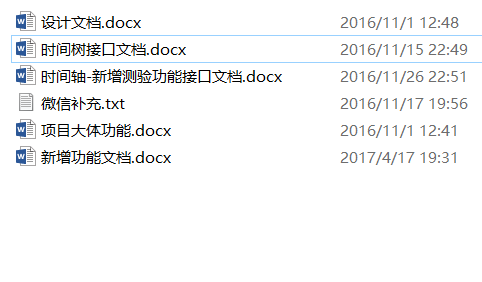 设计文档.docx 2016/11/1 12:48
时间树接口文档.docx 2016/11/15 22:49
时间轴-新增测验功能接口文档.docx 2016/11/26 22:51
微信补充.txt 2016/11/17 19:56
项目大体功能.docx 2016/11/1 12:41
新增功能文档.docx 2017/4/17 19:31